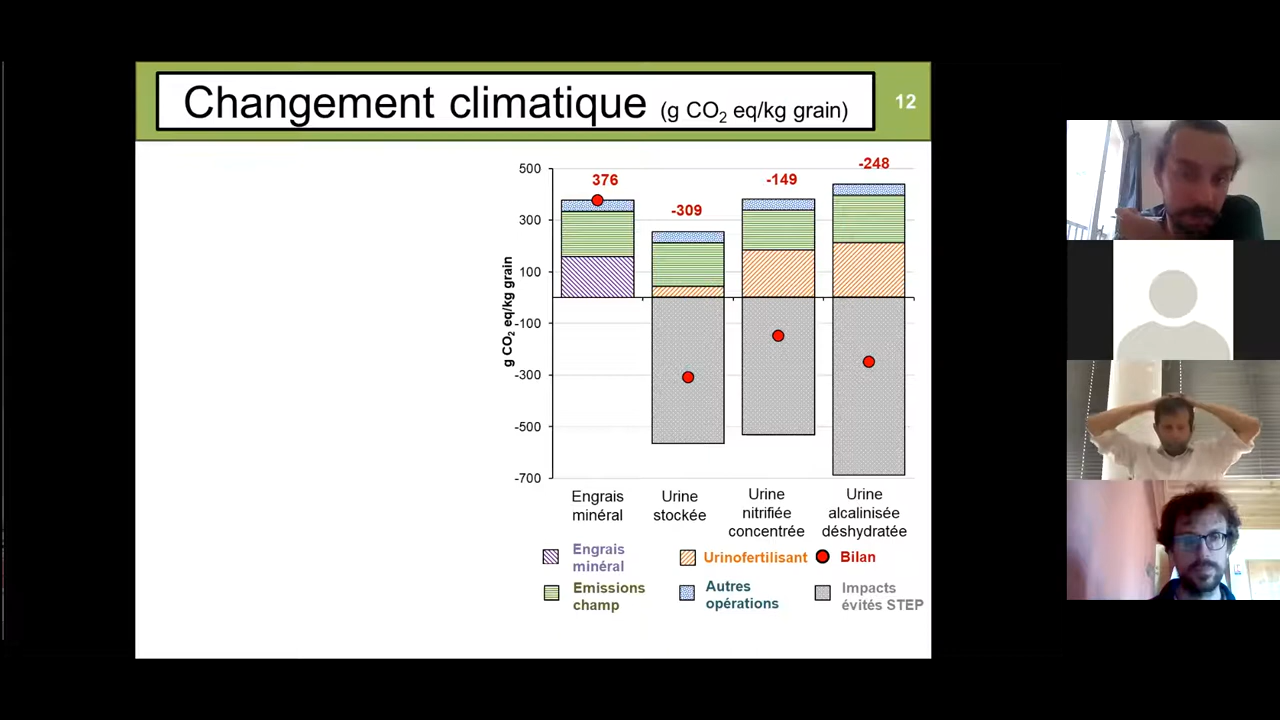 Changement climatique (g CO₂ eq/kg grain)
12
g CO₂ eq/kg grain
500
300
100
-100
-300
-500
-700
376
-309
-149
-248
Engrais
minéral
Urine
stockée
Urine
nitrifiée
concentrée
Urine
alcalinisée
déshydratée
Engrais
minéral
Urinofertilisant
Bilan
Emissions
champ
Autres
opérations
Impacts
évités STEP